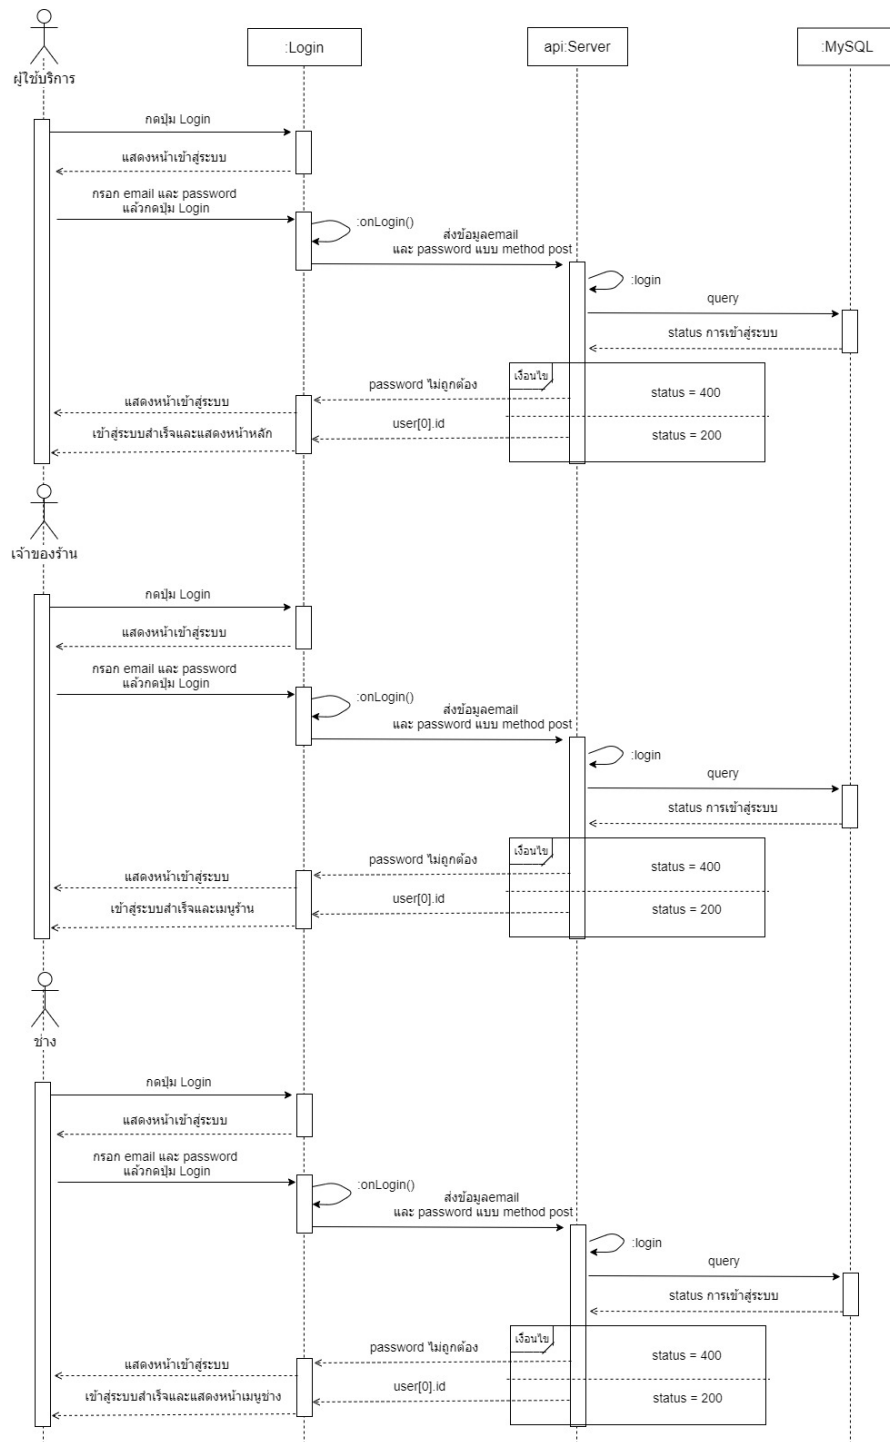 :Login
api:Server
:MySQL
ผู้ใช้บริการ
กดปุ่ม Login
แสดงหน้าเข้าสู่ระบบ
กรอก email และ password
แล้วกดปุ่ม Login
:onLogin()
ส่งข้อมูลemail
และ password แบบ method post
:login
query
status การเข้าสู่ระบบ
เงื่อนไข
password ไม่ถูกต้อง
status = 400
แสดงหน้าเข้าสู่ระบบ
user[0].id
เข้าสู่ระบบสำเร็จและแสดงหน้าหลัก
status = 200
เจ้าของร้าน
กดปุ่ม Login
แสดงหน้าเข้าสู่ระบบ
กรอก email และ password
แล้วกดปุ่ม Login
:onLogin()
ส่งข้อมูลemail
และ password แบบ method post
:login
query
status การเข้าสู่ระบบ
เงื่อนไข
password ไม่ถูกต้อง
status = 400
แสดงหน้าเข้าสู่ระบบ
user[0].id
เข้าสู่ระบบสำเร็จและเมนูร้าน
status = 200
ช่าง
กดปุ่ม Login
แสดงหน้าเข้าสู่ระบบ
กรอก email และ password
แล้วกดปุ่ม Login
:onLogin()
ส่งข้อมูลemail
และ password แบบ method post
:login
query
status การเข้าสู่ระบบ
เงื่อนไข
password ไม่ถูกต้อง
status = 400
แสดงหน้าเข้าสู่ระบบ
user[0].id
เข้าสู่ระบบสำเร็จและแสดงหน้าเมนูช่าง
status = 200